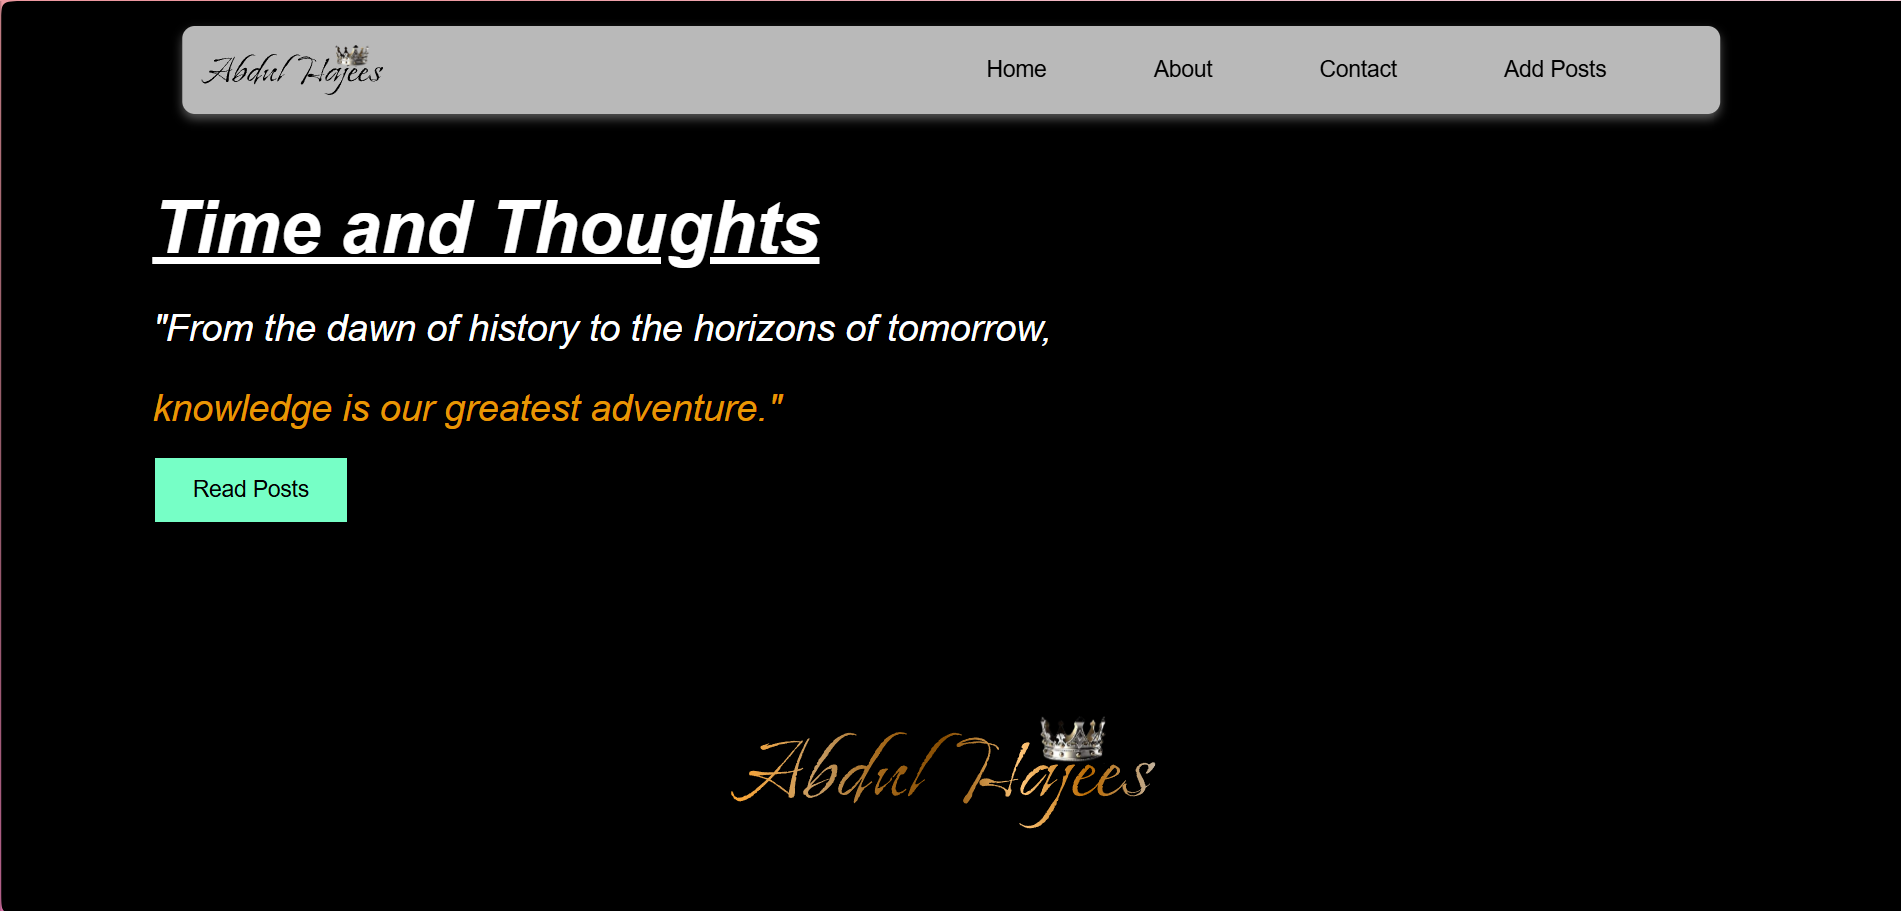 Abdul Hajees
Home About Contact Add Posts
Time and Thoughts
"From the dawn of history to the horizons of tomorrow,
knowledge is our greatest adventure."
Read Posts
Abdul Hajees